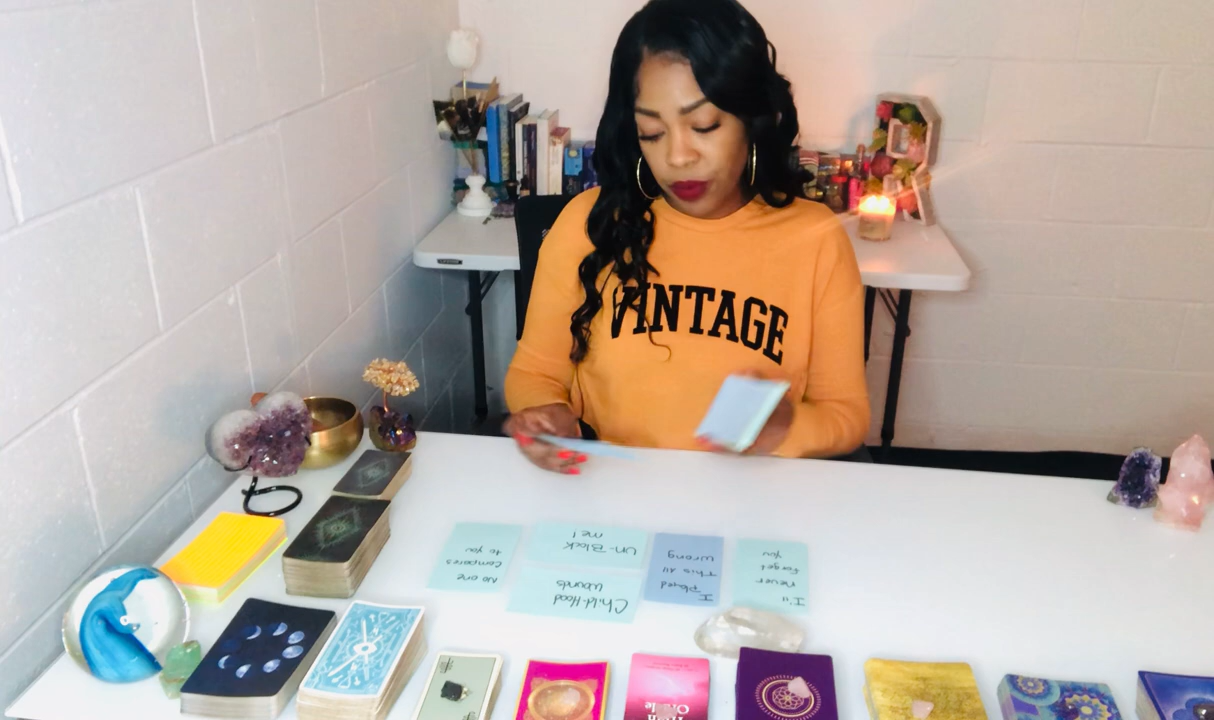 VINTAGE
No one
Compares
to you
Un-Block
me!
Child-Hood
wounds
I
Played
This all
wrong
I'll
never
forget
you